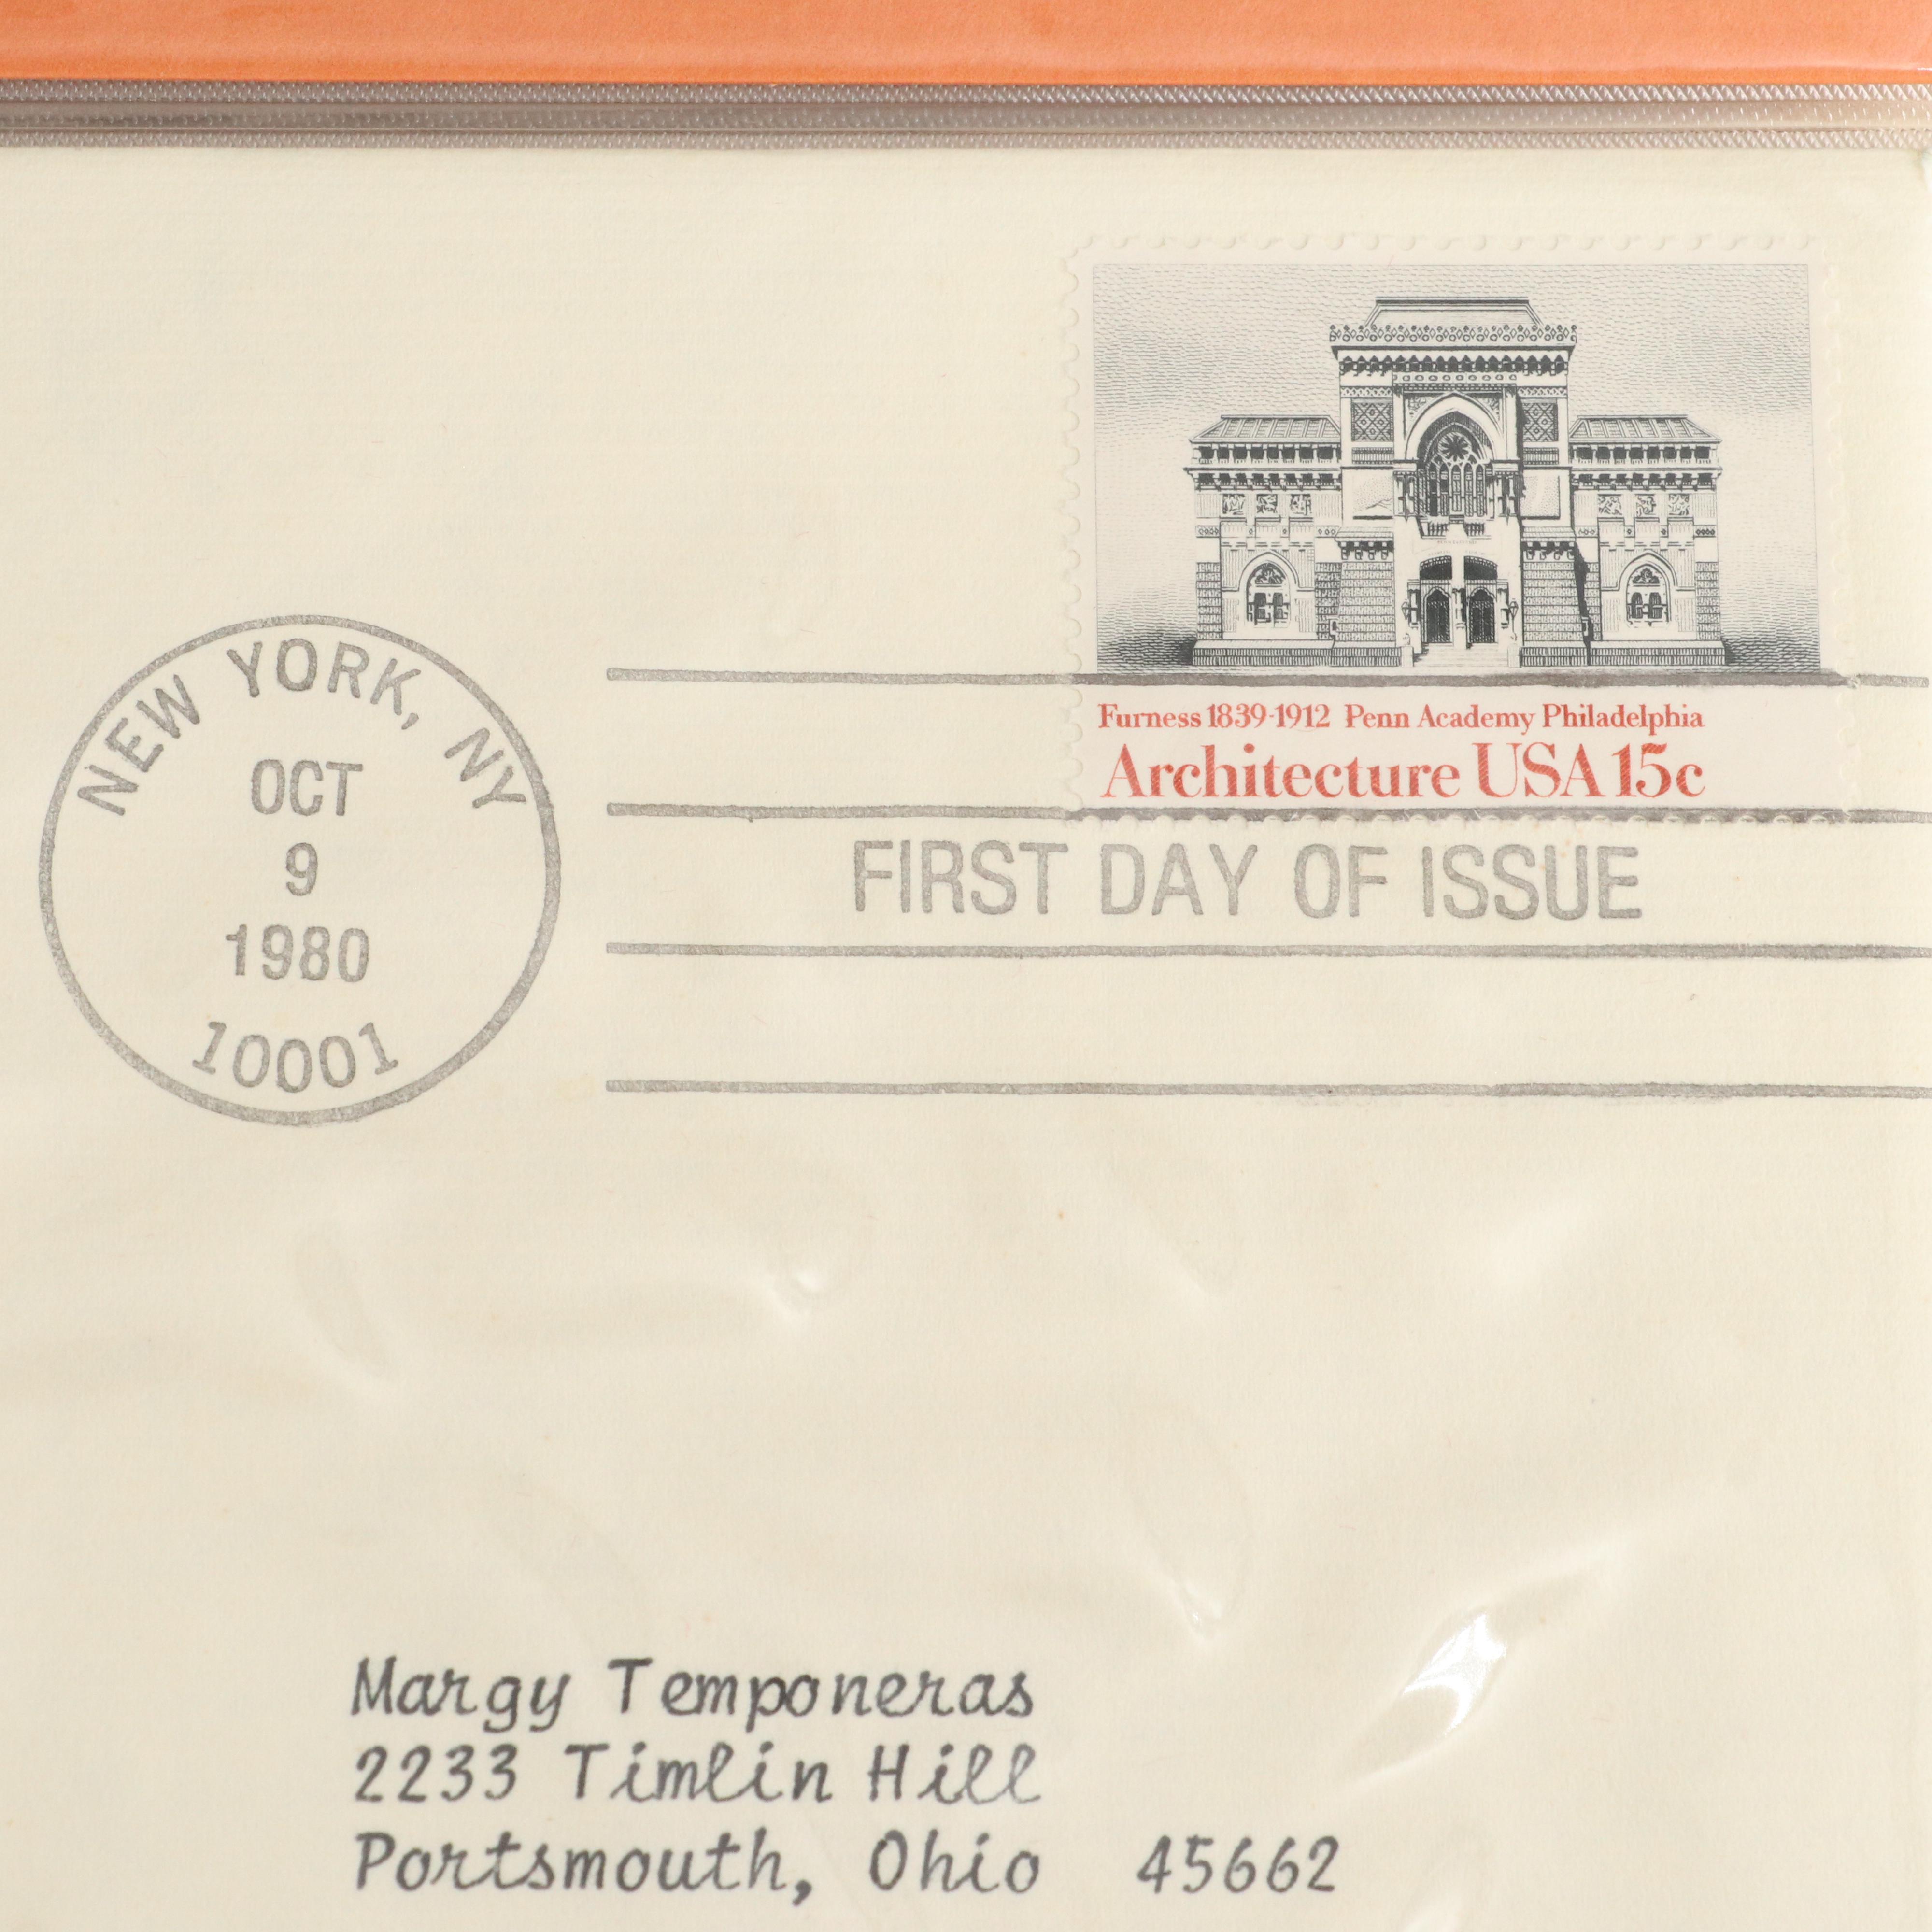 Furness 1839-1912 Penn Academy Philadelphia
Architecture USA 15c
NEW YORK, NY
OCT
9
1980
10001
FIRST DAY OF ISSUE
Margy Temponeras
2233 Timlin Hill
Portsmouth, Ohio 45662